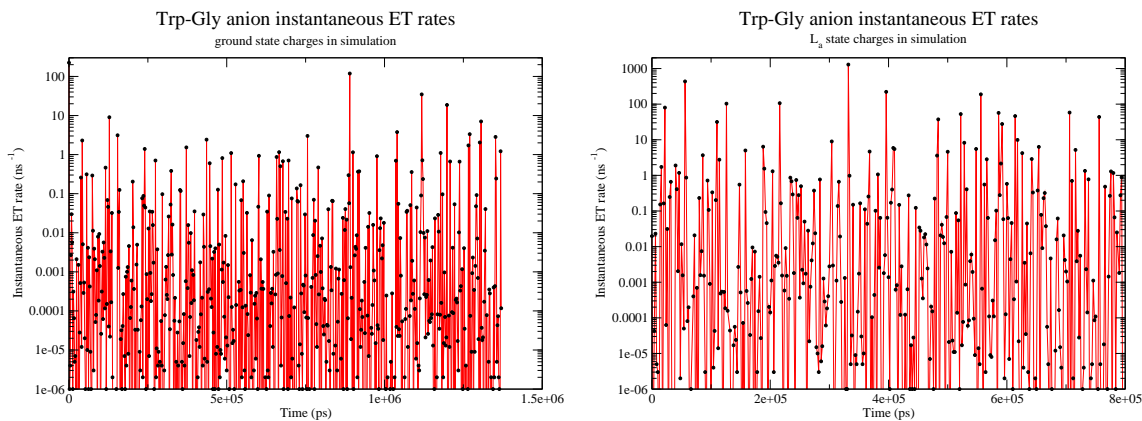 Trp-Gly anion instantaneous ET rates
ground state charges in simulation
Instantaneous ET rate (ns⁻¹)
100
10
1
0.1
0.01
0.001
0.0001
1e-05
1e-06
0 5e+05 1e+06 1.5e+06
Time (ps)
Trp-Gly anion instantaneous ET rates
Lₐ state charges in simulation
Instantaneous ET rate (ns⁻¹)
1000
100
10
1
0.1
0.01
0.001
0.0001
1e-05
1e-06
0 2e+05 4e+05 6e+05 8e+05
Time (ps)